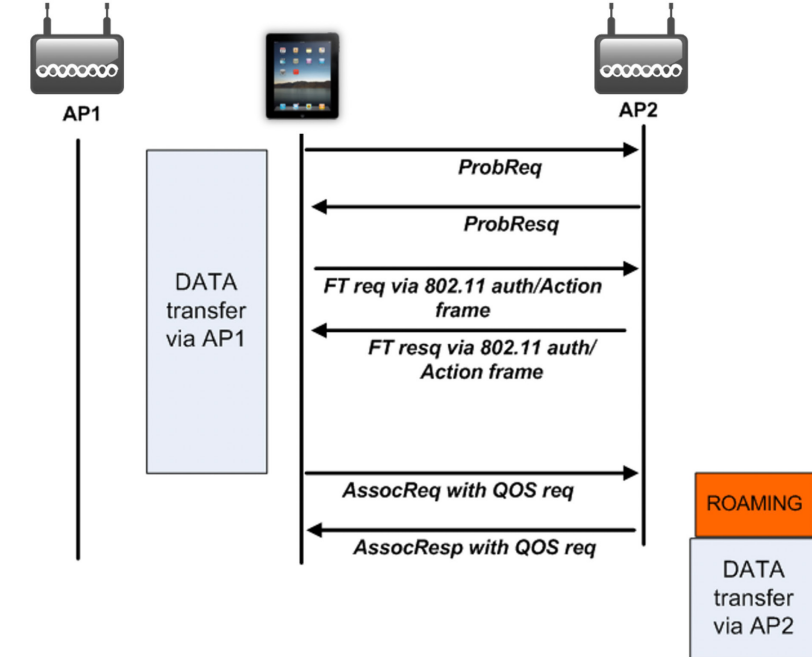 AP1
AP2
ProbReq
ProbResq
DATA
transfer
via AP1
FT req via 802.11 auth/Action
frame
FT resq via 802.11 auth/
Action frame
AssocReq with QOS req
ROAMING
AssocResp with QOS req
DATA
transfer
via AP2